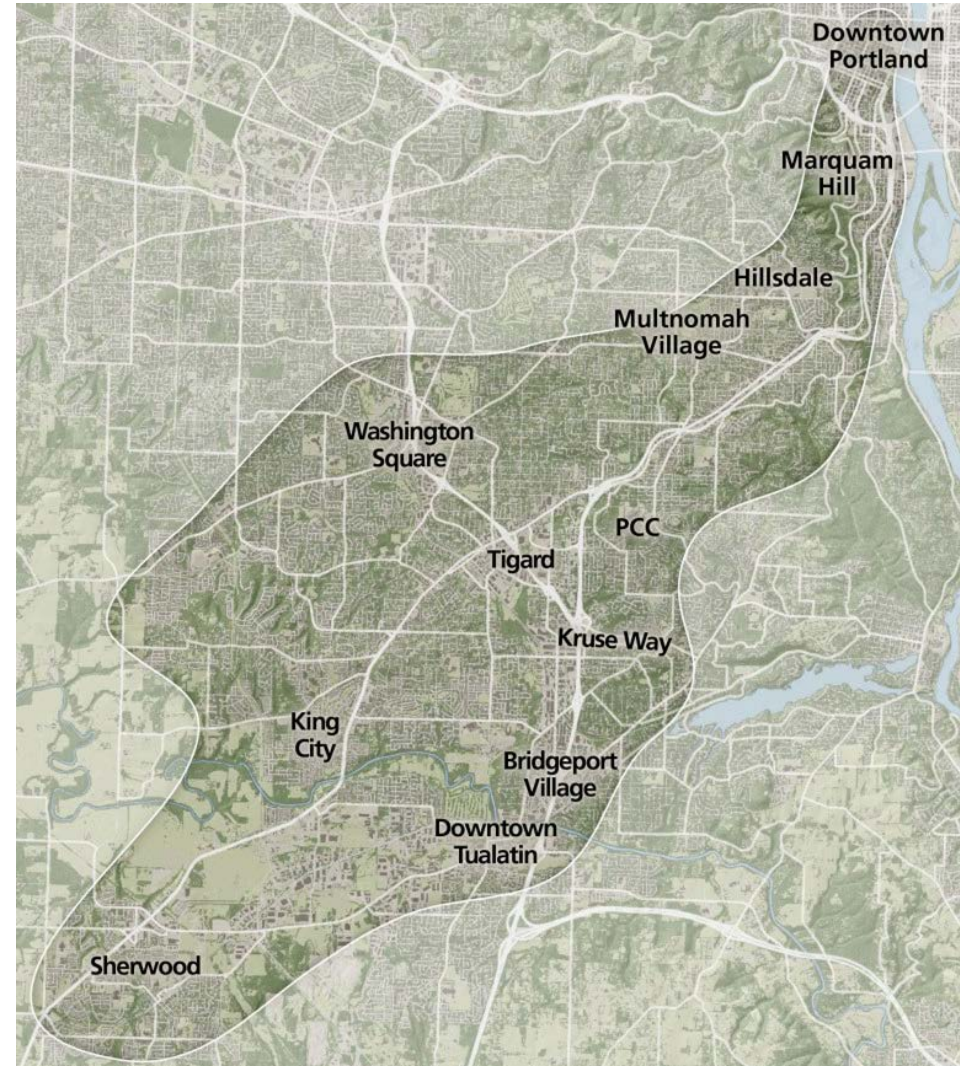 Downtown
Portland
Marquam
Hill
Hillsdale
Multnomah
Village
Washington
Square
PCC
Tigard
Kruse Way
King
City
Bridgeport
Village
Downtown
Tualatin
Sherwood